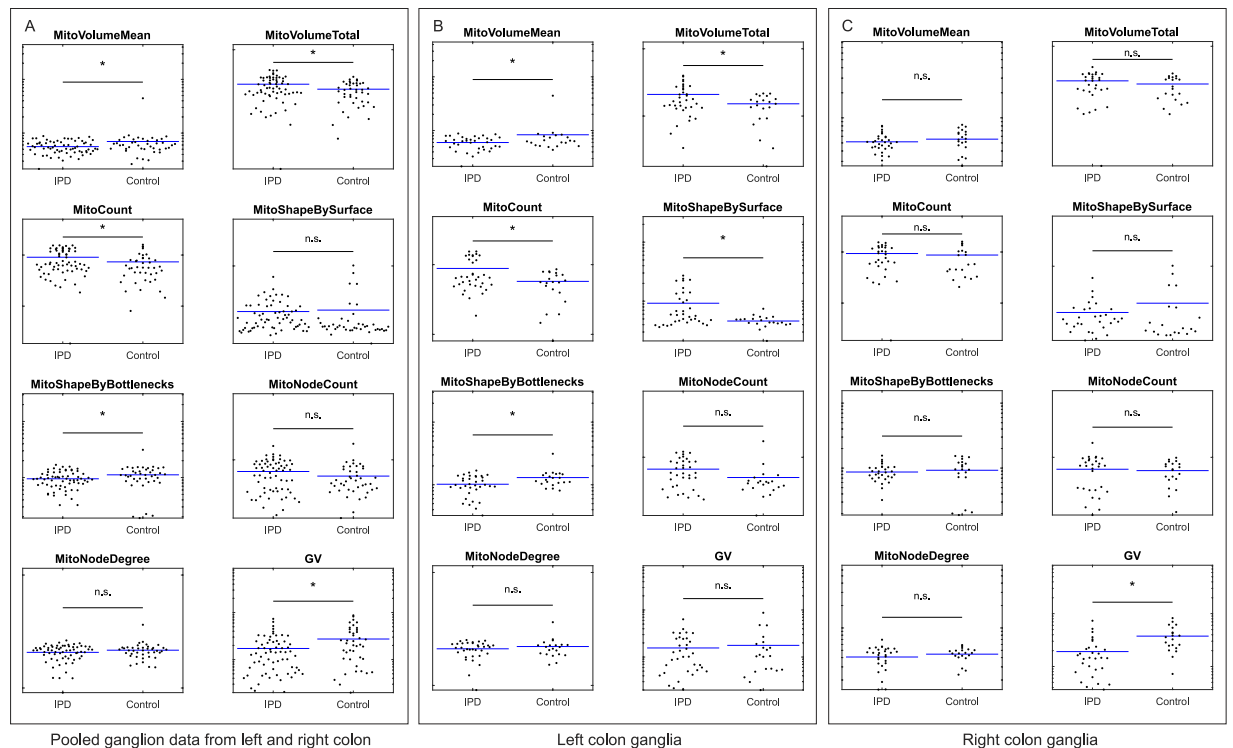 A
MitoVolumeMean
*
IPD
Control
MitoVolumeTotal
*
IPD
Control
MitoCount
*
IPD
Control
MitoShapeBySurface
n.s.
IPD
Control
MitoShapeByBottlenecks
*
IPD
Control
MitoNodeCount
n.s.
IPD
Control
MitoNodeDegree
n.s.
IPD
Control
GV
*
IPD
Control
Pooled ganglion data from left and right colon
B
MitoVolumeMean
*
IPD
Control
MitoVolumeTotal
*
IPD
Control
MitoCount
*
IPD
Control
MitoShapeBySurface
*
IPD
Control
MitoShapeByBottlenecks
*
IPD
Control
MitoNodeCount
n.s.
IPD
Control
MitoNodeDegree
n.s.
IPD
Control
GV
n.s.
IPD
Control
Left colon ganglia
C
MitoVolumeMean
n.s.
IPD
Control
MitoVolumeTotal
n.s.
IPD
Control
MitoCount
n.s.
IPD
Control
MitoShapeBySurface
n.s.
IPD
Control
MitoShapeByBottlenecks
n.s.
IPD
Control
MitoNodeCount
n.s.
IPD
Control
MitoNodeDegree
n.s.
IPD
Control
GV
*
IPD
Control
Right colon ganglia